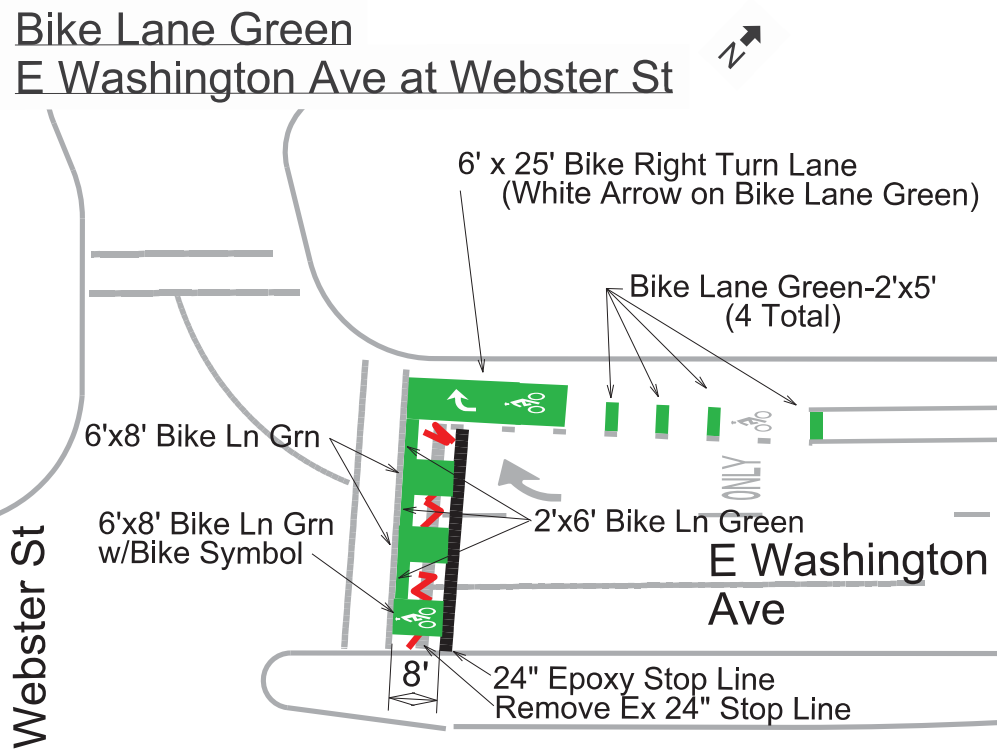 Bike Lane Green
E Washington Ave at Webster St
N
6' x 25' Bike Right Turn Lane
(White Arrow on Bike Lane Green)
Bike Lane Green-2'x5'
(4 Total)
6'x8' Bike Ln Grn
ONLY
6'x8' Bike Ln Grn
w/Bike Symbol
2'x6' Bike Ln Green
E Washington
Ave
Webster St
8'
24" Epoxy Stop Line
Remove Ex 24" Stop Line